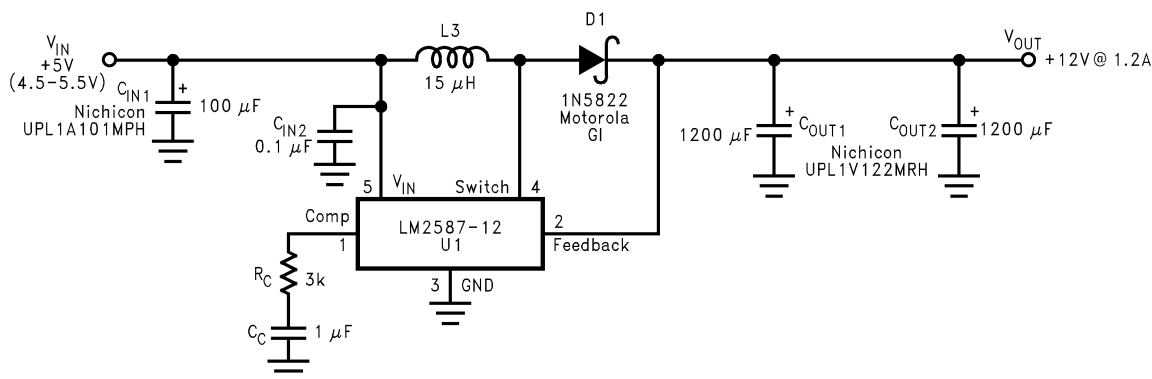 V_IN
+5V
(4.5–5.5V)
C_IN1
+
100 μF
Nichicon
UPL1A101MPH
L3
15 μH
D1
1N5822
Motorola
GI
V_OUT
+12V @ 1.2A
C_IN2
0.1 μF
+
1200 μF
C_OUT1
Nichicon
UPL1V122MRH
C_OUT2
+
1200 μF
5
V_IN
Switch
4
Comp
1
LM2587-12
U1
2
Feedback
3
GND
R_C
3k
C_C
1 μF